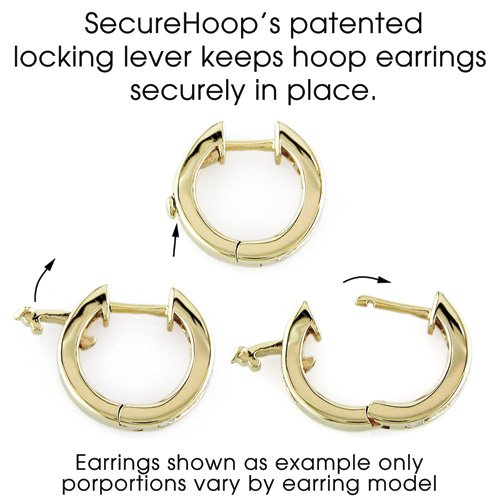 SecureHoop's patented
locking lever keeps hoop earrings
securely in place.
Earrings shown as example only
porportions vary by earring model